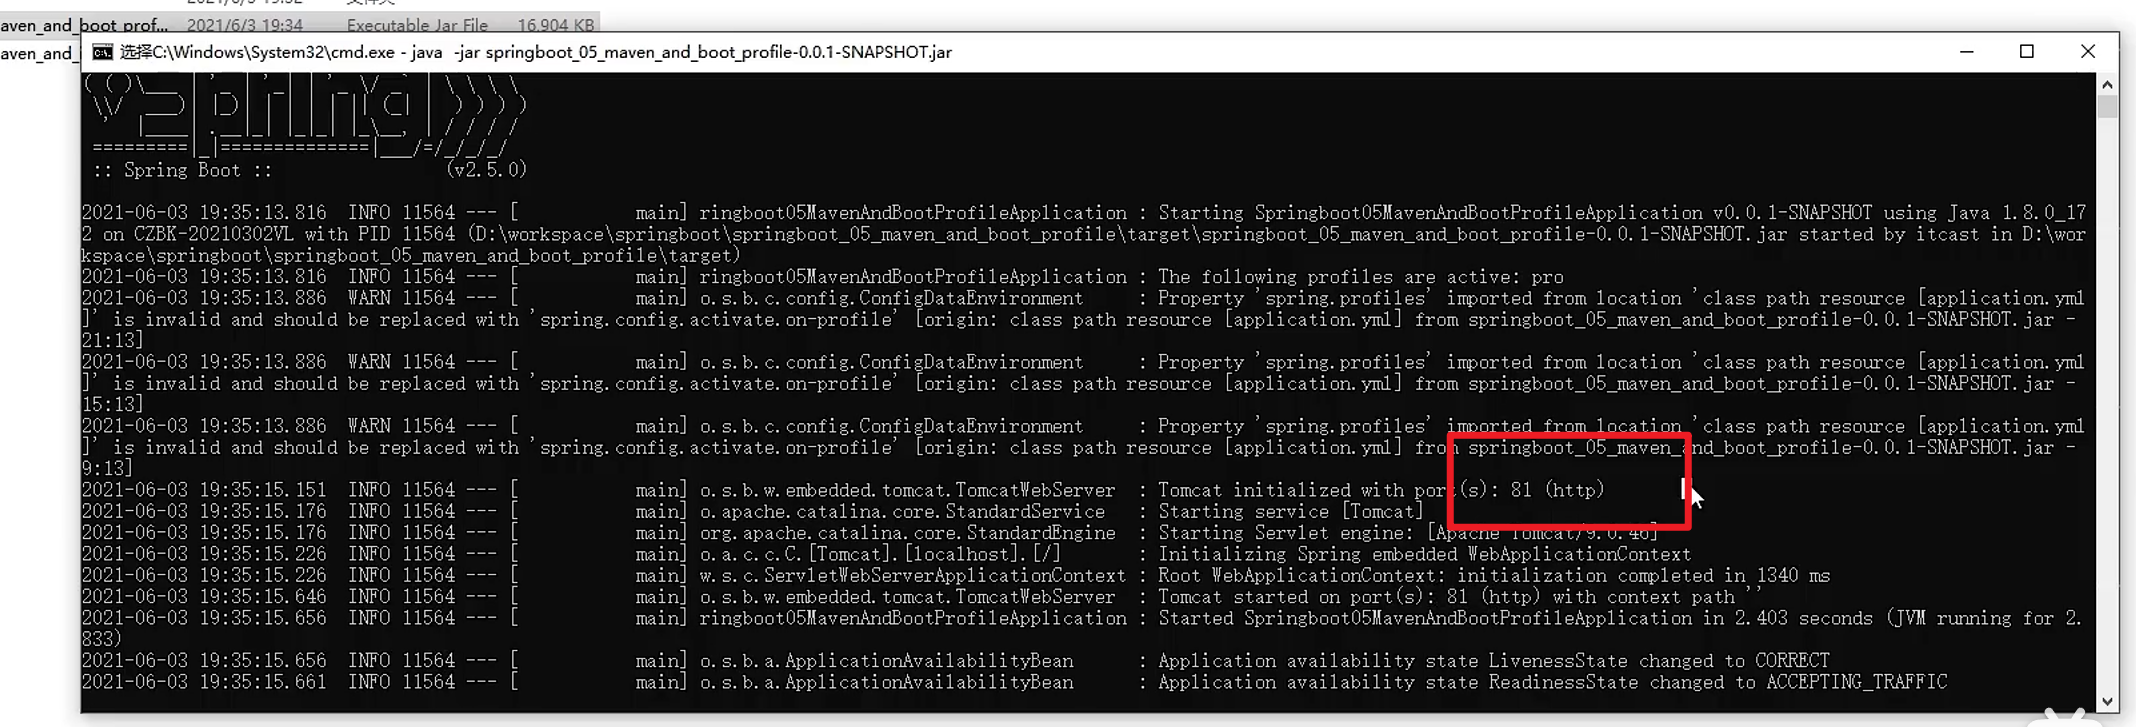 2021/6/3 19:32 文件夹
aven_and_boot_prof... 2021/6/3 19:34 Executable Jar File 16,904 KB
aven_and_
选择C:\Windows\System32\cmd.exe - java  -jar springboot_05_maven_and_boot_profile-0.0.1-SNAPSHOT.jar
:: Spring Boot ::                (v2.5.0)
2021-06-03 19:35:13.816  INFO 11564 --- [           main] ringboot05MavenAndBootProfileApplication : Starting Springboot05MavenAndBootProfileApplication v0.0.1-SNAPSHOT using Java 1.8.0_17
2 on CZBK-20210302VL with PID 11564 (D:\workspace\springboot\springboot_05_maven_and_boot_profile\target\springboot_05_maven_and_boot_profile-0.0.1-SNAPSHOT.jar started by itcast in D:\wor
kspace\springboot\springboot_05_maven_and_boot_profile\target)
2021-06-03 19:35:13.816  INFO 11564 --- [           main] ringboot05MavenAndBootProfileApplication : The following profiles are active: pro
2021-06-03 19:35:13.886  WARN 11564 --- [           main] o.s.b.c.config.ConfigDataEnvironment     : Property 'spring.profiles' imported from location 'class path resource [application.yml
]' is invalid and should be replaced with 'spring.config.activate.on-profile' [origin: class path resource [application.yml] from springboot_05_maven_and_boot_profile-0.0.1-SNAPSHOT.jar -
21:13]
2021-06-03 19:35:13.886  WARN 11564 --- [           main] o.s.b.c.config.ConfigDataEnvironment     : Property 'spring.profiles' imported from location 'class path resource [application.yml
]' is invalid and should be replaced with 'spring.config.activate.on-profile' [origin: class path resource [application.yml] from springboot_05_maven_and_boot_profile-0.0.1-SNAPSHOT.jar -
15:13]
2021-06-03 19:35:13.886  WARN 11564 --- [           main] o.s.b.c.config.ConfigDataEnvironment     : Property 'spring.profiles' imported from location 'class path resource [application.yml
]' is invalid and should be replaced with 'spring.config.activate.on-profile' [origin: class path resource [application.yml] from springboot_05_maven_and_boot_profile-0.0.1-SNAPSHOT.jar -
9:13]
2021-06-03 19:35:15.151  INFO 11564 --- [           main] o.s.b.w.embedded.tomcat.TomcatWebServer  : Tomcat initialized with port(s): 81 (http)
2021-06-03 19:35:15.176  INFO 11564 --- [           main] o.apache.catalina.core.StandardService   : Starting service [Tomcat]
2021-06-03 19:35:15.176  INFO 11564 --- [           main] org.apache.catalina.core.StandardEngine  : Starting Servlet engine: [Apache Tomcat/9.0.46]
2021-06-03 19:35:15.226  INFO 11564 --- [           main] o.a.c.c.C.[Tomcat].[localhost].[/]       : Initializing Spring embedded WebApplicationContext
2021-06-03 19:35:15.226  INFO 11564 --- [           main] w.s.c.ServletWebServerApplicationContext : Root WebApplicationContext: initialization completed in 1340 ms
2021-06-03 19:35:15.646  INFO 11564 --- [           main] o.s.b.w.embedded.tomcat.TomcatWebServer  : Tomcat started on port(s): 81 (http) with context path ''
2021-06-03 19:35:15.656  INFO 11564 --- [           main] ringboot05MavenAndBootProfileApplication : Started Springboot05MavenAndBootProfileApplication in 2.403 seconds (JVM running for 2.
833)
2021-06-03 19:35:15.656  INFO 11564 --- [           main] o.s.b.a.ApplicationAvailabilityBean      : Application availability state LivenessState changed to CORRECT
2021-06-03 19:35:15.661  INFO 11564 --- [           main] o.s.b.a.ApplicationAvailabilityBean      : Application availability state ReadinessState changed to ACCEPTING_TRAFFIC